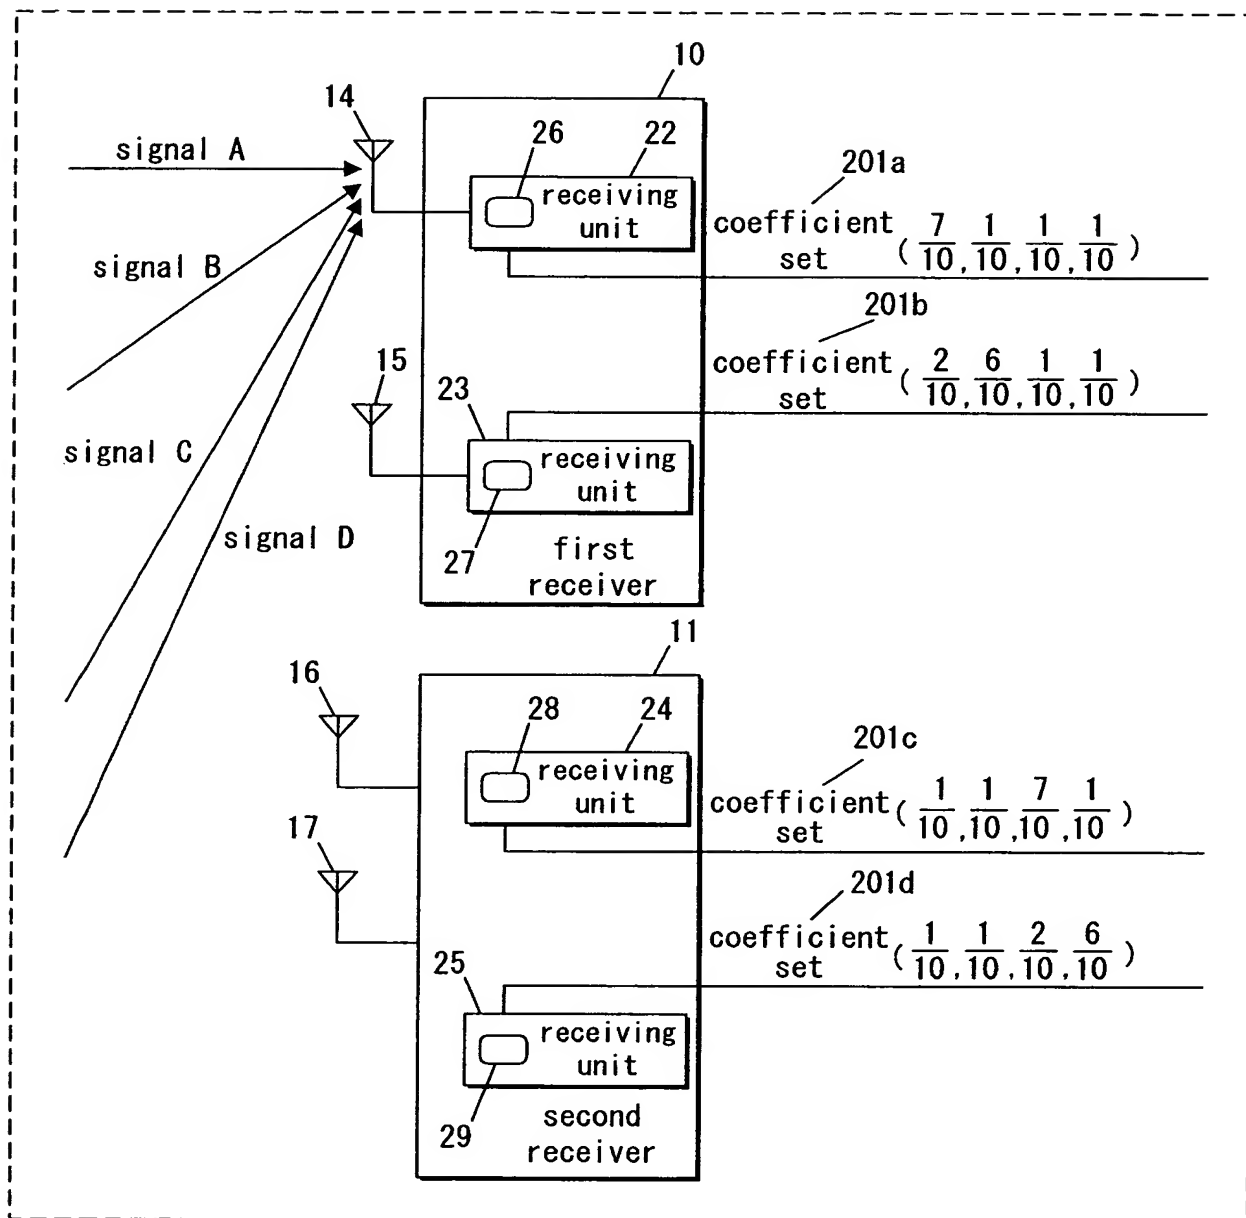 10
14
26
22
201a
signal A
receiving
unit
coefficient
set
( 7/10, 1/10, 1/10, 1/10 )
signal B
201b
15
23
coefficient
set
( 2/10, 6/10, 1/10, 1/10 )
signal C
receiving
unit
signal D
27
first
receiver
11
16
28
24
201c
receiving
unit
coefficient
set
( 1/10, 1/10, 7/10, 1/10 )
17
201d
25
coefficient
set
( 1/10, 1/10, 2/10, 6/10 )
receiving
unit
29
second
receiver